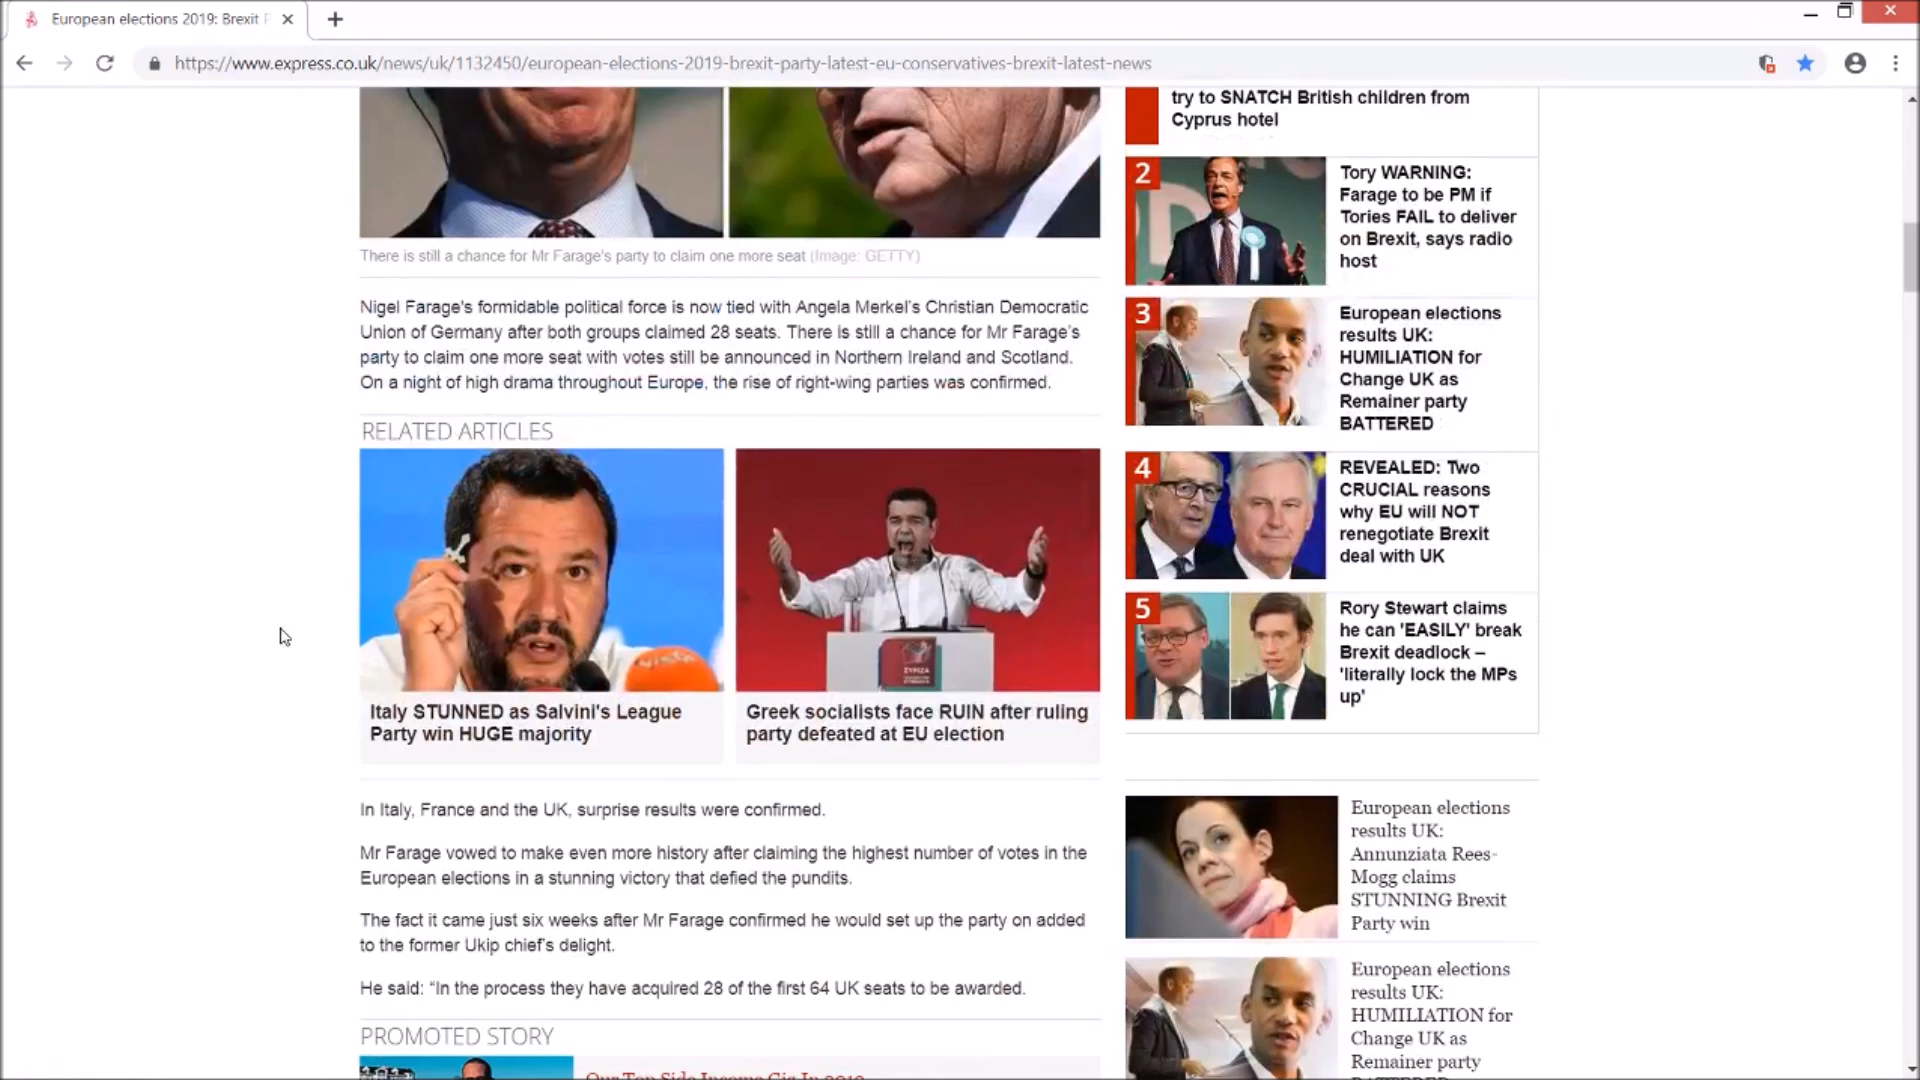 European elections 2019: Brexit P
https://www.express.co.uk/news/uk/1132450/european-elections-2019-brexit-party-latest-eu-conservatives-brexit-latest-news
There is still a chance for Mr Farage's party to claim one more seat (Image: GETTY)
Nigel Farage's formidable political force is now tied with Angela Merkel's Christian Democratic
Union of Germany after both groups claimed 28 seats. There is still a chance for Mr Farage's
party to claim one more seat with votes still be announced in Northern Ireland and Scotland.
On a night of high drama throughout Europe, the rise of right-wing parties was confirmed.
RELATED ARTICLES
Italy STUNNED as Salvini's League
Party win HUGE majority
Greek socialists face RUIN after ruling
party defeated at EU election
In Italy, France and the UK, surprise results were confirmed.
Mr Farage vowed to make even more history after claiming the highest number of votes in the
European elections in a stunning victory that defied the pundits.
The fact it came just six weeks after Mr Farage confirmed he would set up the party on added
to the former Ukip chief's delight.
He said: “In the process they have acquired 28 of the first 64 UK seats to be awarded.
PROMOTED STORY
Our Top Side Income Gig In 2019
try to SNATCH British children from
Cyprus hotel
2
Tory WARNING:
Farage to be PM if
Tories FAIL to deliver
on Brexit, says radio
host
3
European elections
results UK:
HUMILIATION for
Change UK as
Remainer party
BATTERED
4
REVEALED: Two
CRUCIAL reasons
why EU will NOT
renegotiate Brexit
deal with UK
5
Rory Stewart claims
he can 'EASILY' break
Brexit deadlock –
'literally lock the MPs
up'
European elections
results UK:
Annunziata Rees-
Mogg claims
STUNNING Brexit
Party win
European elections
results UK:
HUMILIATION for
Change UK as
Remainer party
BATTERED